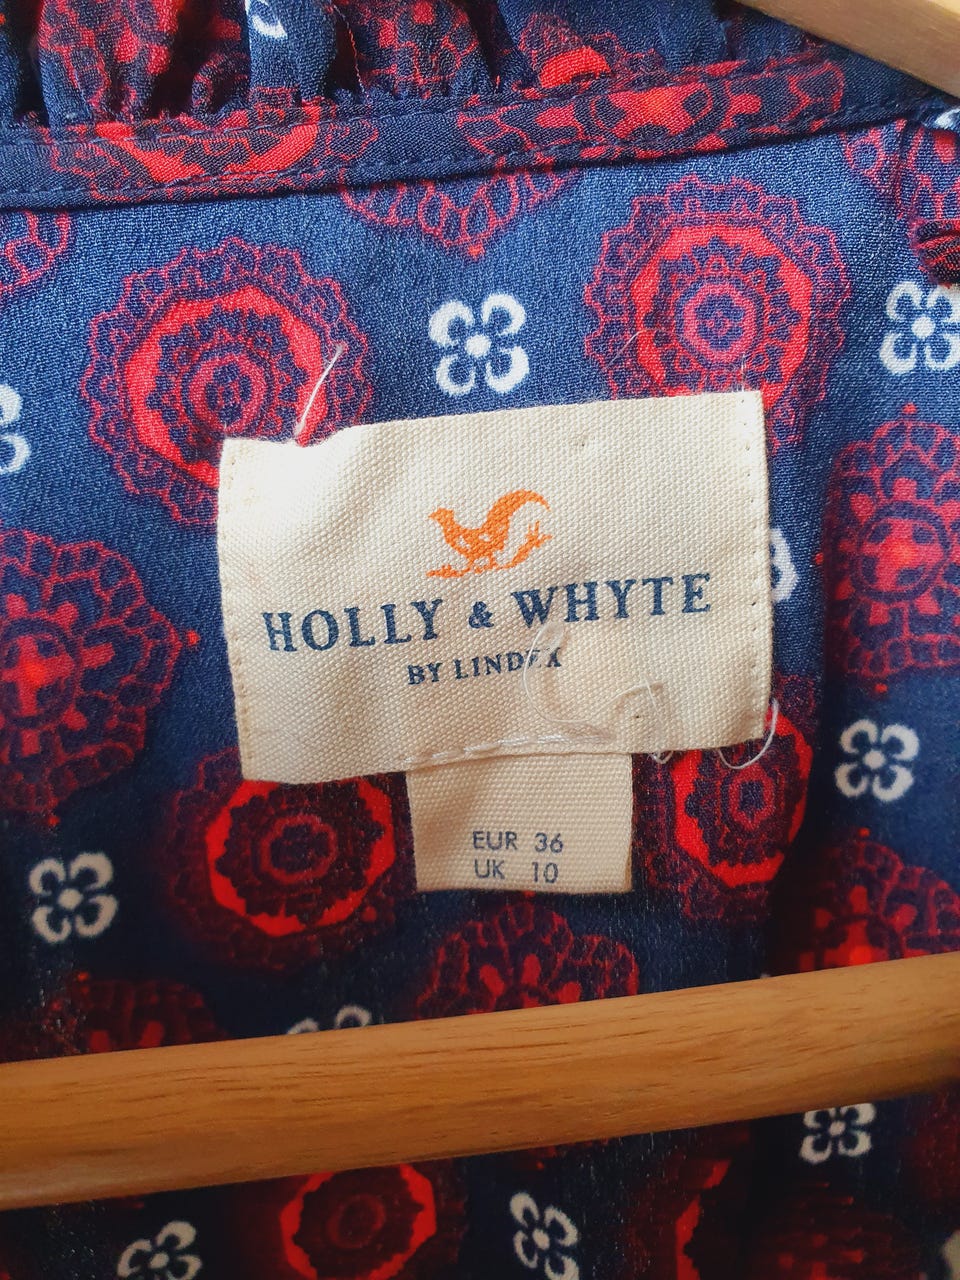 HOLLY & WHYTE
BY LINDEX
EUR 36
UK 10